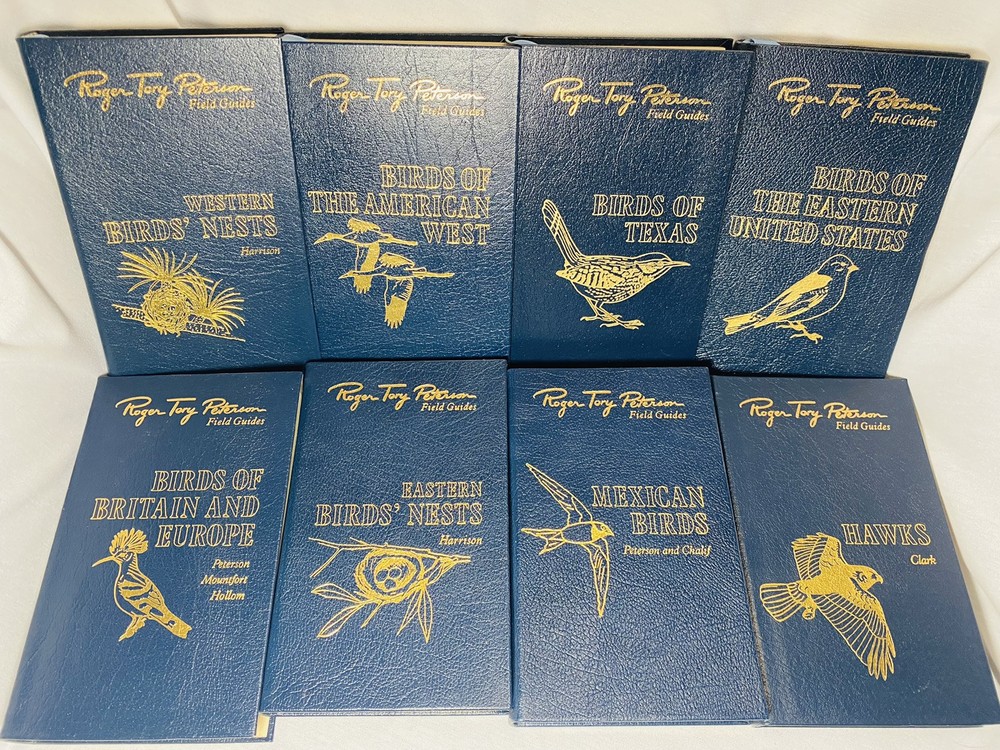 Roger Tory Peterson
Field Guides
WESTERN
BIRDS' NESTS
Harrison
Roger Tory Peterson
Field Guides
BIRDS OF
THE AMERICAN
WEST
Roger Tory Peterson
Field Guides
BIRDS OF
TEXAS
Roger Tory Peterson
Field Guides
BIRDS OF
THE EASTERN
UNITED STATES
Roger Tory Peterson
Field Guides
BIRDS OF
BRITAIN AND
EUROPE
Peterson
Mountfort
Hollom
Roger Tory Peterson
Field Guides
EASTERN
BIRDS' NESTS
Harrison
Roger Tory Peterson
Field Guides
MEXICAN
BIRDS
Peterson and Chalif
Roger Tory Peterson
Field Guides
HAWKS
Clark